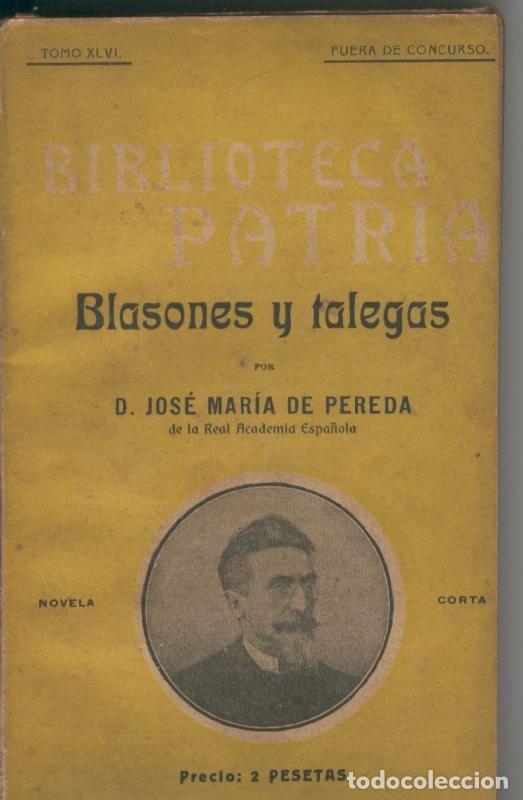 TOMO XLVI.
FUERA DE CONCURSO.
BIBLIOTECA
PATRIA
Blasones y talegas
POR
D. JOSÉ MARÍA DE PEREDA
de la Real Academia Española
NOVELA
CORTA
Precio: 2 PESETAS.
todocoleccion